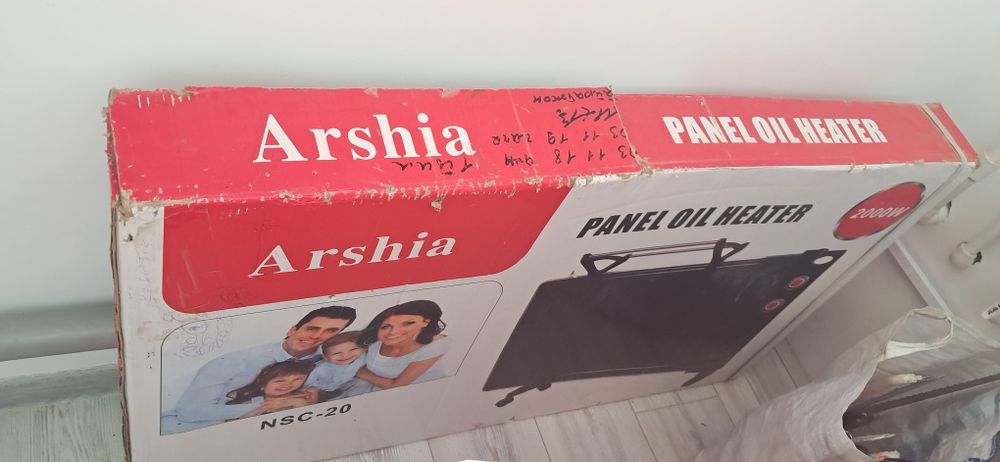 Arshia
PANEL OIL HEATER
Arshia
PANEL OIL HEATER
2000W
NSC-20